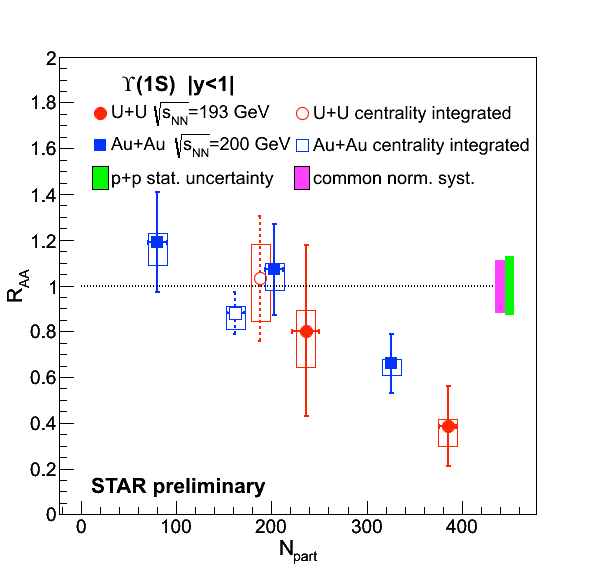 2
1.8
1.6
1.4
1.2
1
0.8
0.6
0.4
0.2
0
R_AA
ϒ(1S) |y<1|
U+U √s_NN=193 GeV
U+U centrality integrated
Au+Au √s_NN=200 GeV
Au+Au centrality integrated
p+p stat. uncertainty
common norm. syst.
STAR preliminary
0 100 200 300 400
N_part